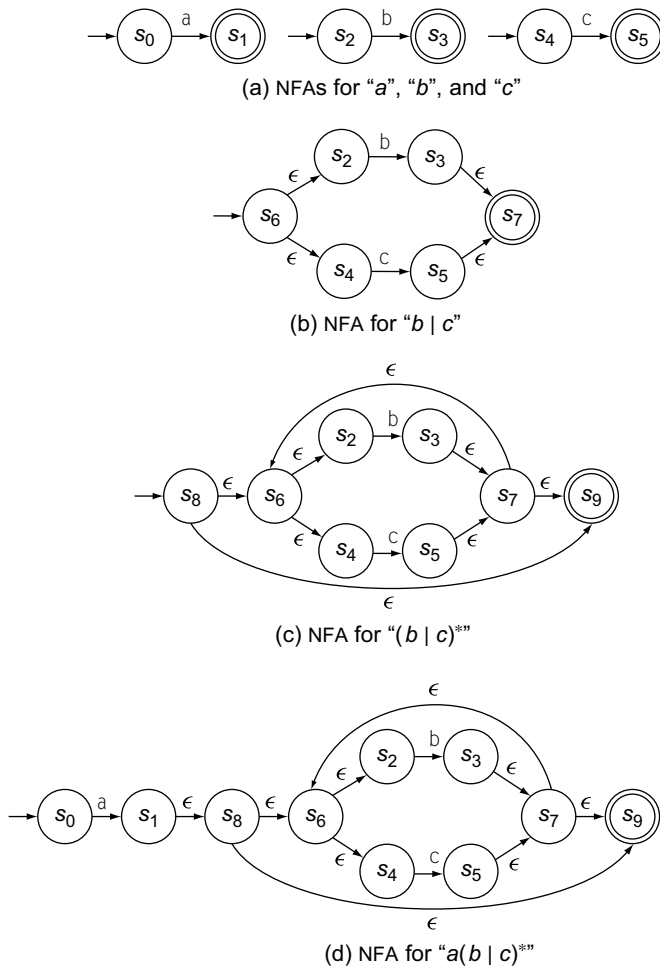 a b c
s0 s1 s2 s3 s4 s5
(a) NFAs for “a”, “b”, and “c”
b
s2 s3
ϵ ϵ
s6 s7
ϵ ϵ
s4 c s5
(b) NFA for “b | c”
ϵ
b
s2 s3
ϵ ϵ
s8 ϵ s6 s7 ϵ s9
ϵ ϵ
s4 c s5
ϵ
(c) NFA for “(b | c)*”
ϵ
b
s2 s3
ϵ ϵ
s0 a s1 ϵ s8 ϵ s6 s7 ϵ s9
ϵ ϵ
s4 c s5
ϵ
(d) NFA for “a(b | c)*”